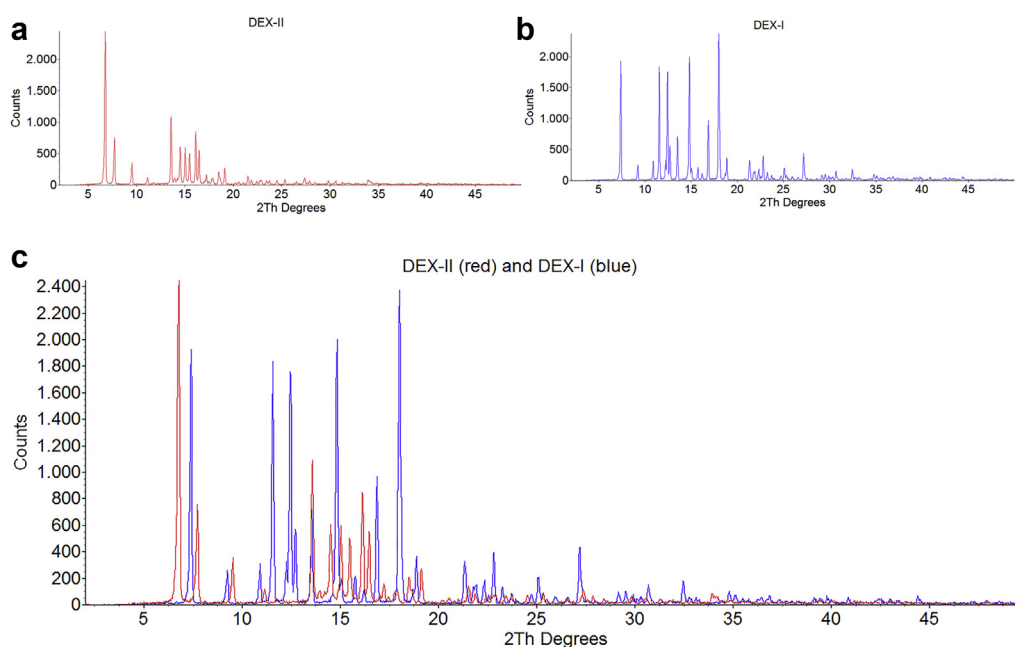 a
DEX-II
2.000
1.500
1.000
500
0
Counts
5 10 15 20 25 30 35 40 45
2Th Degrees
b
DEX-I
2.000
1.500
1.000
500
0
Counts
5 10 15 20 25 30 35 40 45
2Th Degrees
c
DEX-II (red) and DEX-I (blue)
2.400
2.200
2.000
1.800
1.600
1.400
1.200
1.000
800
600
400
200
0
Counts
5 10 15 20 25 30 35 40 45
2Th Degrees